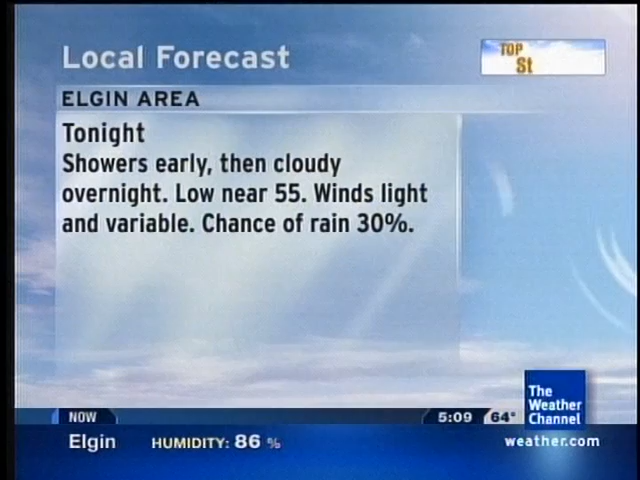 Local Forecast
TOP
St
ELGIN AREA
Tonight
Showers early, then cloudy
overnight. Low near 55. Winds light
and variable. Chance of rain 30%.
The
Weather
Channel
NOW
5:09 64°
Elgin HUMIDITY: 86 %
weather.com